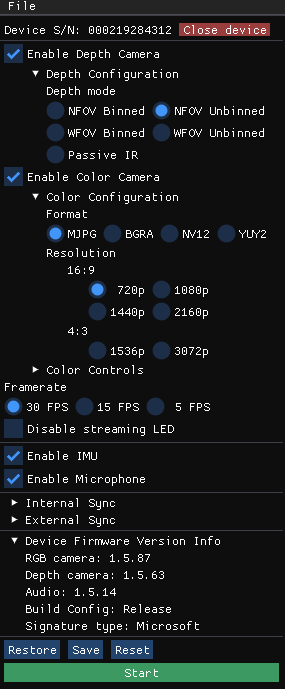 File
Device S/N: 000219284312 Close device
Enable Depth Camera
Depth Configuration
Depth mode
NFOV Binned NFOV Unbinned
WFOV Binned WFOV Unbinned
Passive IR
Enable Color Camera
Color Configuration
Format
MJPG BGRA NV12 YUY2
Resolution
16:9
720p 1080p
1440p 2160p
4:3
1536p 3072p
Color Controls
Framerate
30 FPS 15 FPS 5 FPS
Disable streaming LED
Enable IMU
Enable Microphone
Internal Sync
External Sync
Device Firmware Version Info
RGB camera: 1.5.87
Depth camera: 1.5.63
Audio: 1.5.14
Build Config: Release
Signature type: Microsoft
Restore Save Reset
Start